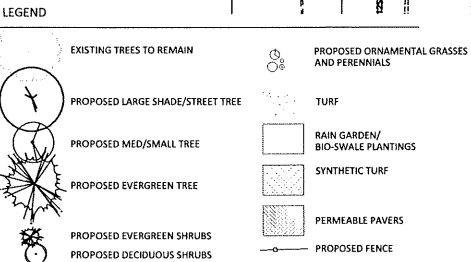 LEGEND
EXISTING TREES TO REMAIN
PROPOSED LARGE SHADE/STREET TREE
PROPOSED MED/SMALL TREE
PROPOSED EVERGREEN TREE
PROPOSED EVERGREEN SHRUBS
PROPOSED DECIDUOUS SHRUBS
PROPOSED ORNAMENTAL GRASSES
AND PERENNIALS
TURF
RAIN GARDEN/
BIO-SWALE PLANTINGS
SYNTHETIC TURF
PERMEABLE PAVERS
PROPOSED FENCE